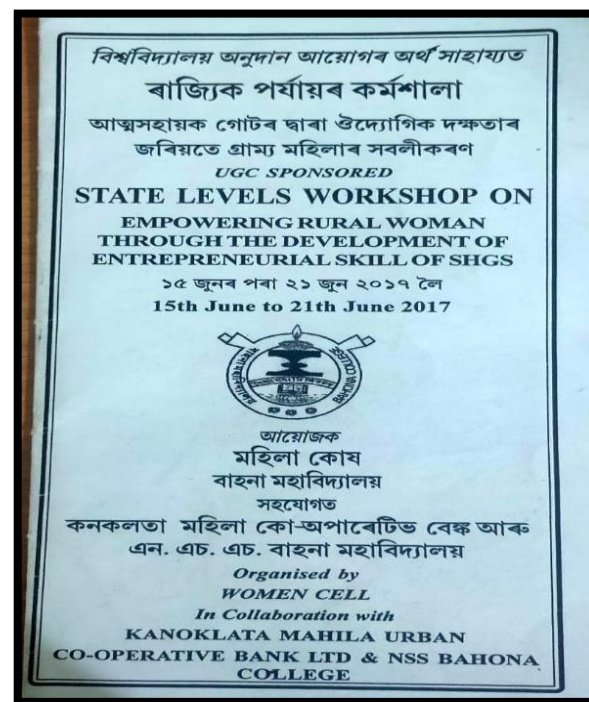 বিশ্ববিদ্যালয় অনুদান আয়োগৰ অৰ্থ সাহায্যত
ৰাজ্যিক পৰ্যায়ৰ কৰ্মশালা
আত্মসহায়ক গোটৰ দ্বাৰা ঔদ্যোগিক দক্ষতাৰ
জৰিয়তে গ্ৰাম্য মহিলাৰ সবলীকৰণ
UGC SPONSORED
STATE LEVELS WORKSHOP ON
EMPOWERING RURAL WOMAN
THROUGH THE DEVELOPMENT OF
ENTREPRENEURIAL SKILL OF SHGS
১৫ জুনৰ পৰা ২১ জুন ২০১৭ লৈ
15th June to 21th June 2017
আয়োজক
মহিলা কোষ
বাহনা মহাবিদ্যালয়
সহযোগত
কনকলতা মহিলা কো-অপাৰেটিভ বেঙ্ক আৰু
এন. এচ. এচ. বাহনা মহাবিদ্যালয়
Organised by
WOMEN CELL
In Collaboration with
KANOKLATA MAHILA URBAN
CO-OPERATIVE BANK LTD & NSS BAHONA
COLLEGE